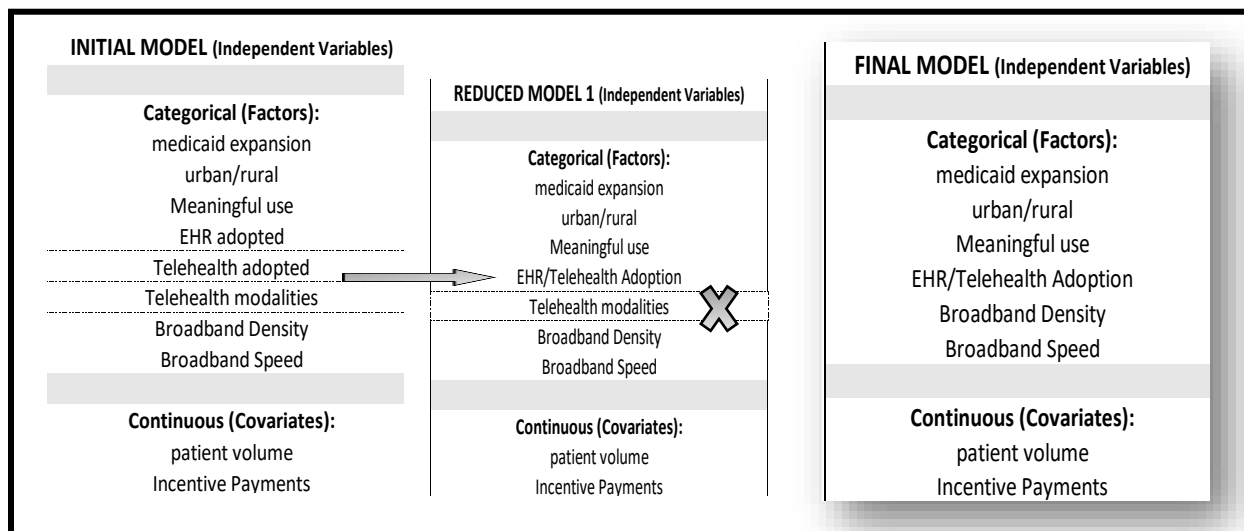 INITIAL MODEL (Independent Variables)
Categorical (Factors):
medicaid expansion
urban/rural
Meaningful use
EHR adopted
Telehealth adopted
Telehealth modalities
Broadband Density
Broadband Speed
Continuous (Covariates):
patient volume
Incentive Payments
REDUCED MODEL 1 (Independent Variables)
Categorical (Factors):
medicaid expansion
urban/rural
Meaningful use
EHR/Telehealth Adoption
Telehealth modalities
Broadband Density
Broadband Speed
Continuous (Covariates):
patient volume
Incentive Payments
FINAL MODEL (Independent Variables)
Categorical (Factors):
medicaid expansion
urban/rural
Meaningful use
EHR/Telehealth Adoption
Broadband Density
Broadband Speed
Continuous (Covariates):
patient volume
Incentive Payments